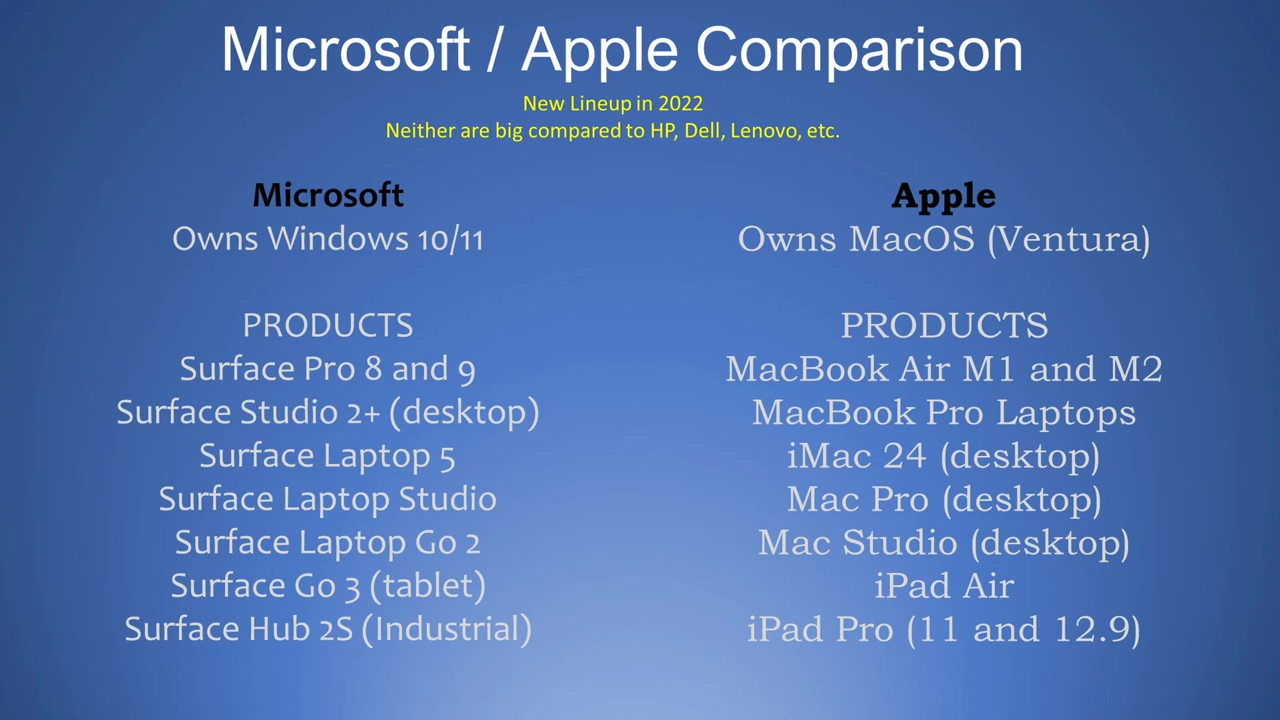 Microsoft / Apple Comparison
New Lineup in 2022
Neither are big compared to HP, Dell, Lenovo, etc.
Microsoft
Owns Windows 10/11
PRODUCTS
Surface Pro 8 and 9
Surface Studio 2+ (desktop)
Surface Laptop 5
Surface Laptop Studio
Surface Laptop Go 2
Surface Go 3 (tablet)
Surface Hub 2S (Industrial)
Apple
Owns MacOS (Ventura)
PRODUCTS
MacBook Air M1 and M2
MacBook Pro Laptops
iMac 24 (desktop)
Mac Pro (desktop)
Mac Studio (desktop)
iPad Air
iPad Pro (11 and 12.9)